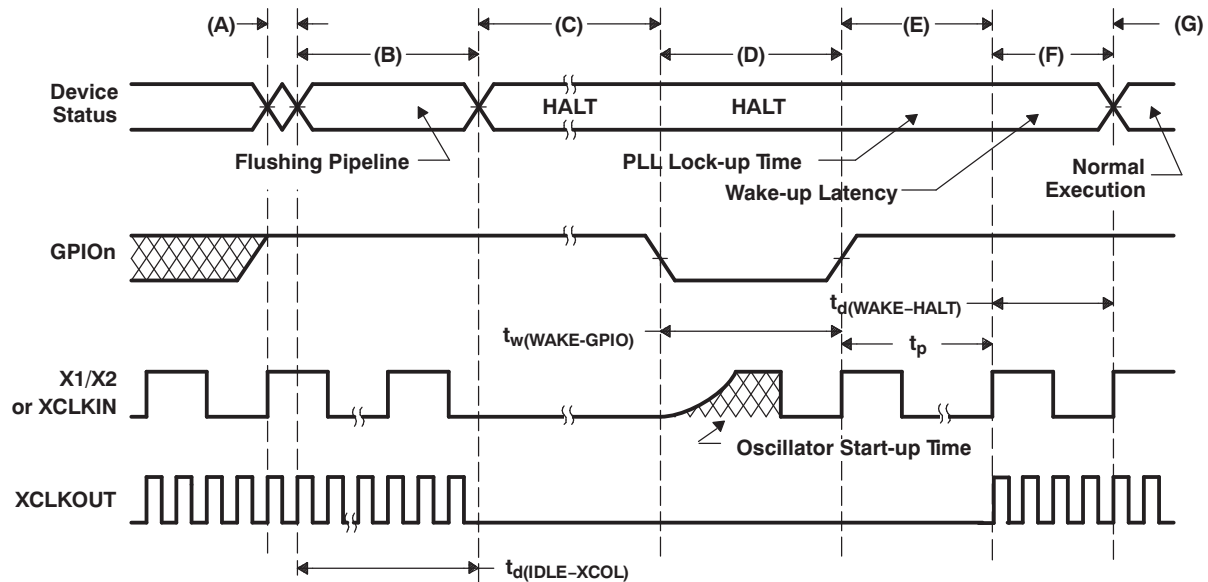 (A)
(C)
(E)
(G)
(B)
(D)
(F)
Device
Status
HALT
HALT
Flushing Pipeline
PLL Lock-up Time
Wake-up Latency
Normal
Execution
GPIOn
td(WAKE−HALT)
tw(WAKE-GPIO)
tp
X1/X2
or XCLKIN
Oscillator Start-up Time
XCLKOUT
td(IDLE−XCOL)